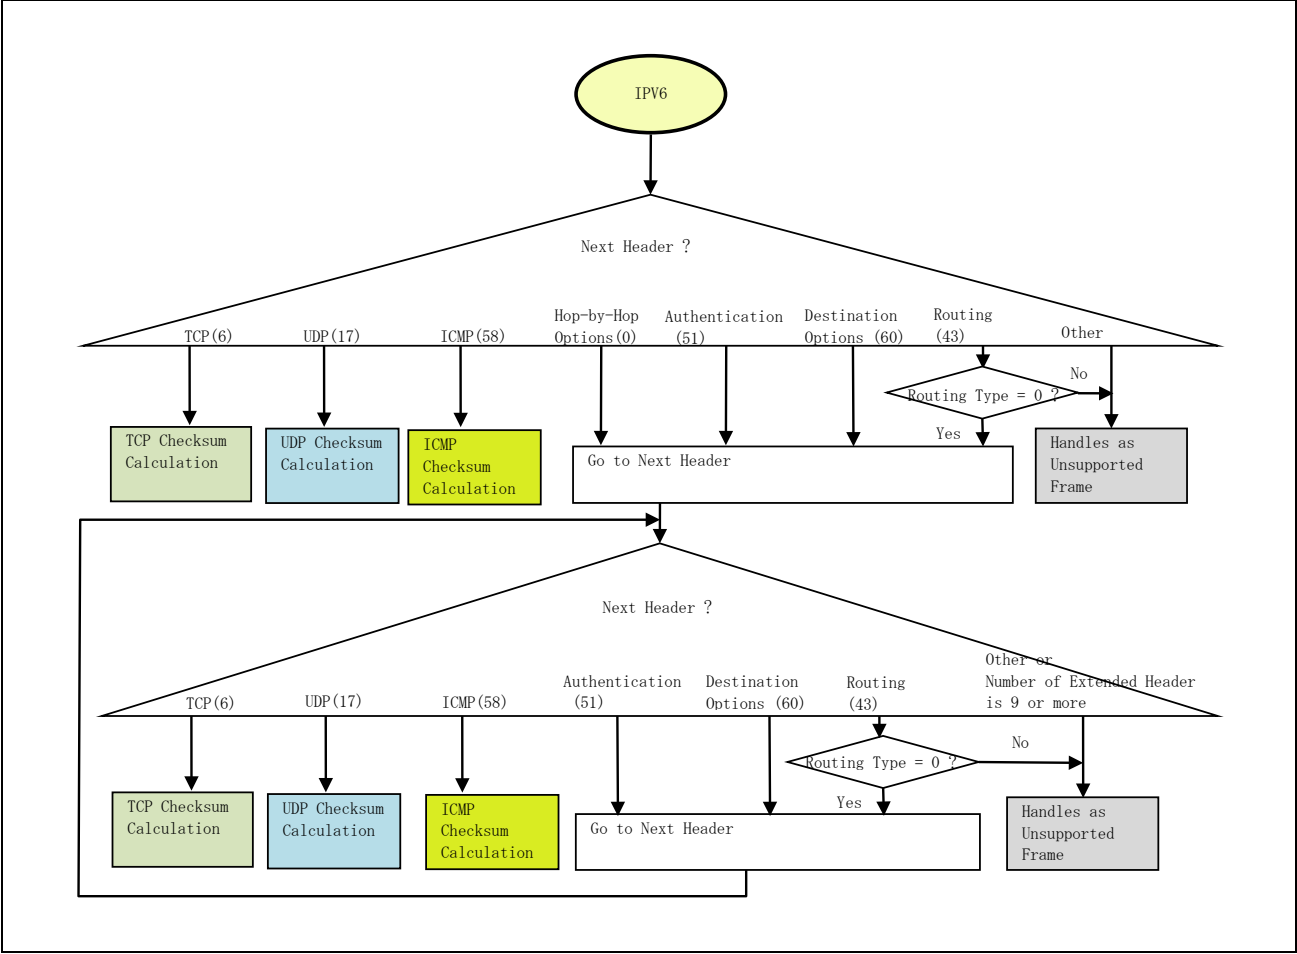 IPV6
Next Header ?
TCP(6)
UDP(17)
ICMP(58)
Hop-by-Hop
Options(0)
Authentication
(51)
Destination
Options (60)
Routing
(43)
Other
Routing Type = 0 ?
No
Yes
TCP Checksum
Calculation
UDP Checksum
Calculation
ICMP
Checksum
Calculation
Go to Next Header
Handles as
Unsupported
Frame
Next Header ?
TCP(6)
UDP(17)
ICMP(58)
Authentication
(51)
Destination
Options (60)
Routing
(43)
Other or
Number of Extended Header
is 9 or more
Routing Type = 0 ?
No
Yes
TCP Checksum
Calculation
UDP Checksum
Calculation
ICMP
Checksum
Calculation
Go to Next Header
Handles as
Unsupported
Frame